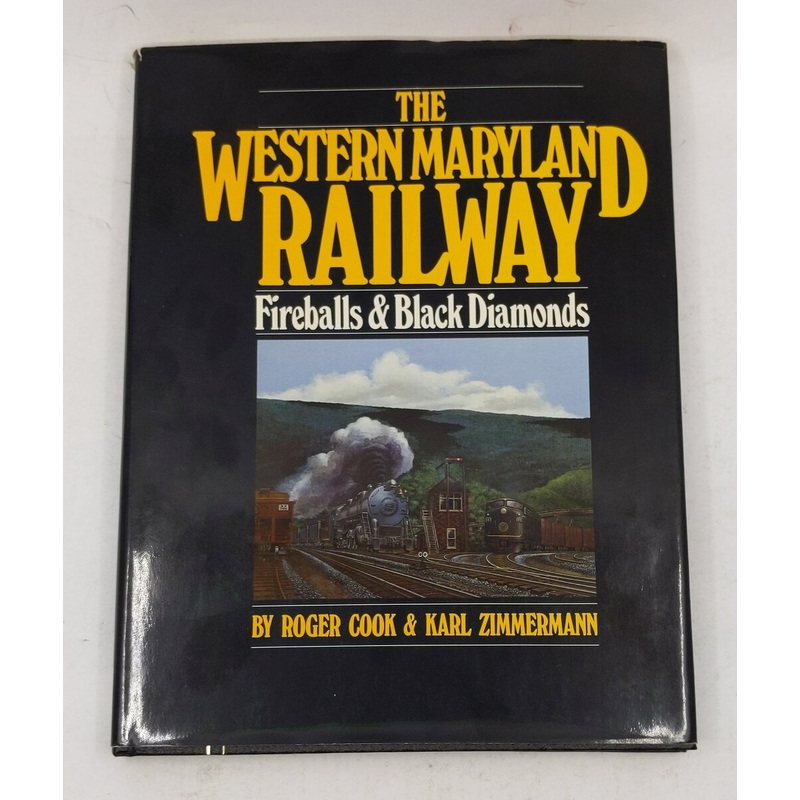 THE
WESTERN MARYLAND
RAILWAY
Fireballs & Black Diamonds
BY ROGER COOK & KARL ZIMMERMANN